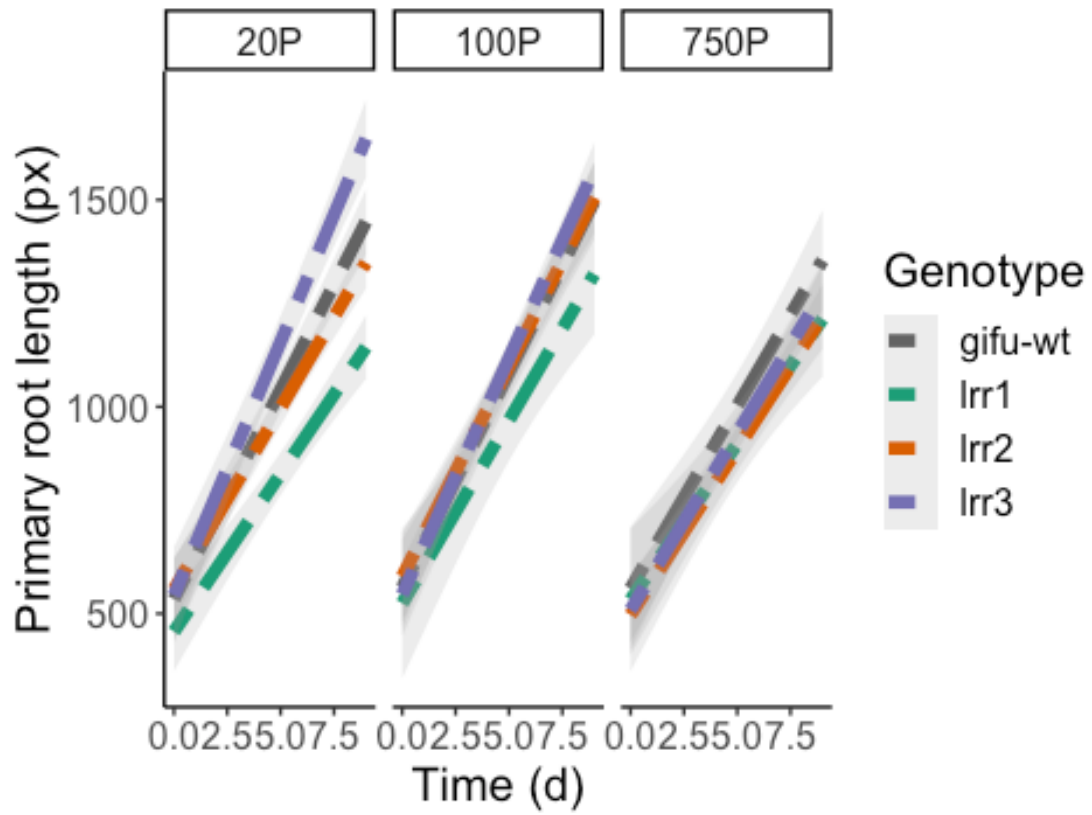 20P 100P 750P
Primary root length (px)
1500
1000
500
0.02.55.07.5 0.02.55.07.5 0.02.55.07.5
Time (d)
Genotype
gifu-wt
lrr1
lrr2
lrr3